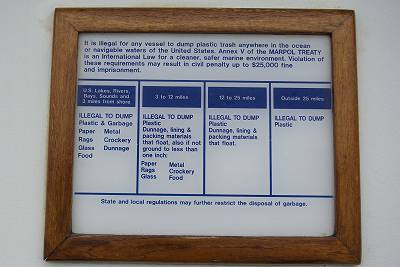 It is illegal for any vessel to dump plastic trash anywhere in the ocean
or navigable waters of the United States. Annex V of the MARPOL TREATY
is an International Law for a cleaner, safer marine environment. Violation of
these requirements may result in civil penalty up to $25,000 fine
and imprisonment.
U.S. Lakes, Rivers,
Bays, Sounds and
3 miles from shore
ILLEGAL TO DUMP
Plastic & Garbage
Paper Metal
Rags Crockery
Glass Dunnage
Food
3 to 12 miles
ILLEGAL TO DUMP
Plastic
Dunnage, lining &
packing materials
that float, also if not
ground to less than
one inch:
Paper Metal
Rags Crockery
Glass Food
12 to 25 miles
ILLEGAL TO DUMP
Plastic
Dunnage, lining &
packing materials
that float.
Outside 25 miles
ILLEGAL TO DUMP
Plastic
State and local regulations may further restrict the disposal of garbage.